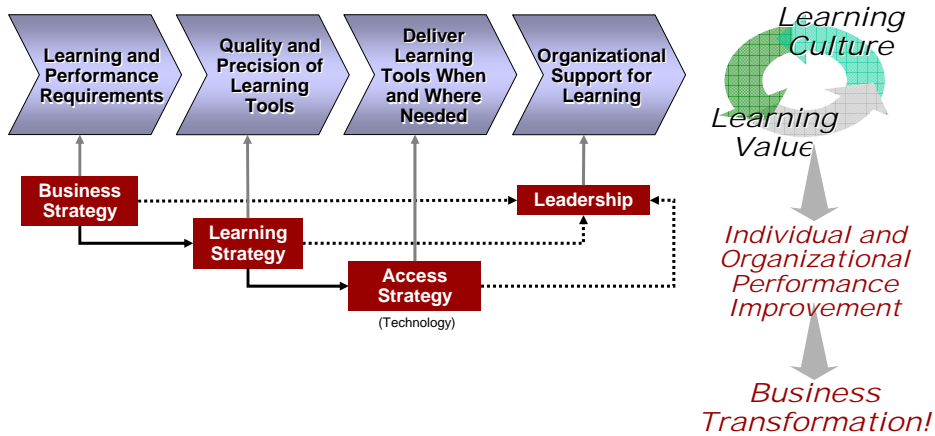 Learning and
Performance
Requirements
Quality and
Precision of
Learning
Tools
Deliver
Learning
Tools When
and Where
Needed
Organizational
Support for
Learning
Learning
Culture
Learning
Value
Business
Strategy
Learning
Strategy
Access
Strategy
(Technology)
Leadership
Individual and
Organizational
Performance
Improvement
Business
Transformation!